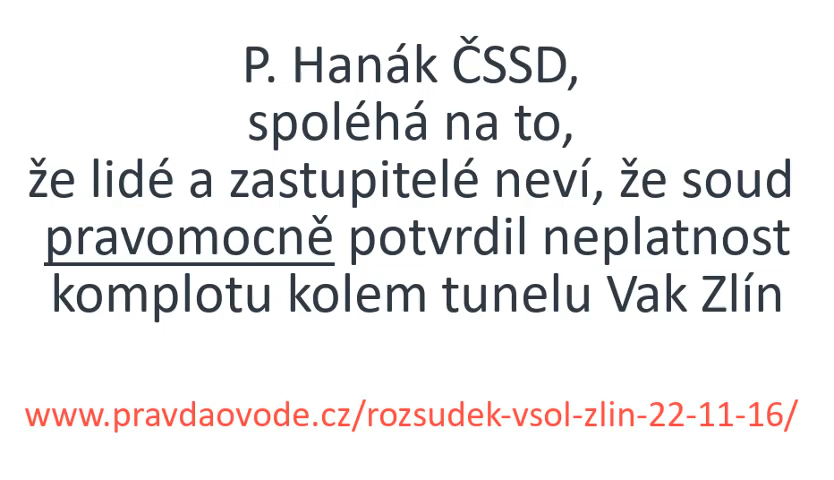 P. Hanák ČSSD,
spoléhá na to,
že lidé a zastupitelé neví, že soud
pravomocně potvrdil neplatnost
komplotu kolem tunelu Vak Zlín
www.pravdaovode.cz/rozsudek-vsol-zlin-22-11-16/